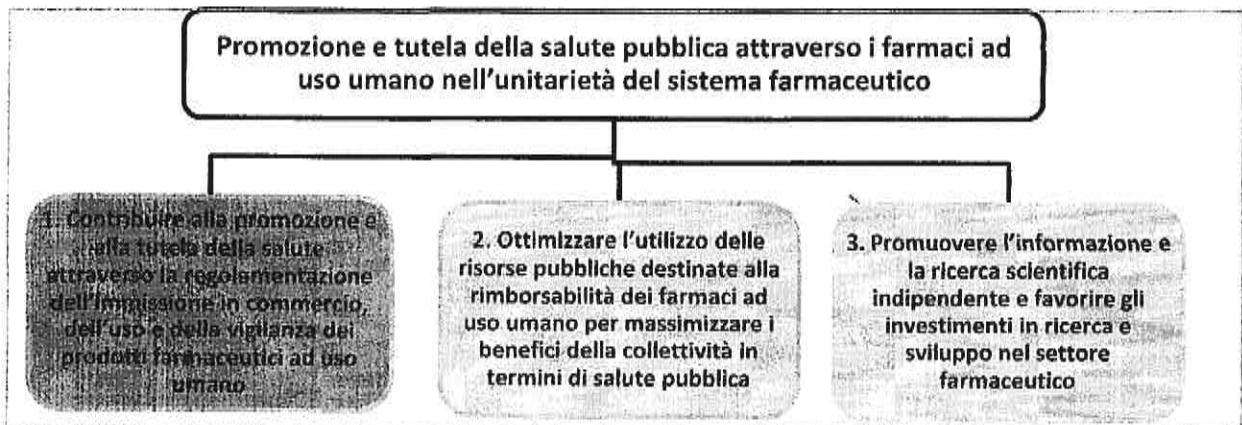 Promozione e tutela della salute pubblica attraverso i farmaci ad
uso umano nell'unitarietà del sistema farmaceutico
1. Contribuire alla promozione e
alla tutela della salute
attraverso la regolamentazione
dell'immissione in commercio,
dell'uso e della vigilanza dei
prodotti farmaceutici ad uso
umano
2. Ottimizzare l'utilizzo delle
risorse pubbliche destinate alla
rimborsabilità dei farmaci ad
uso umano per massimizzare i
benefici della collettività in
termini di salute pubblica
3. Promuovere l'informazione e
la ricerca scientifica
indipendente e favorire gli
investimenti in ricerca e
sviluppo nel settore
farmaceutico